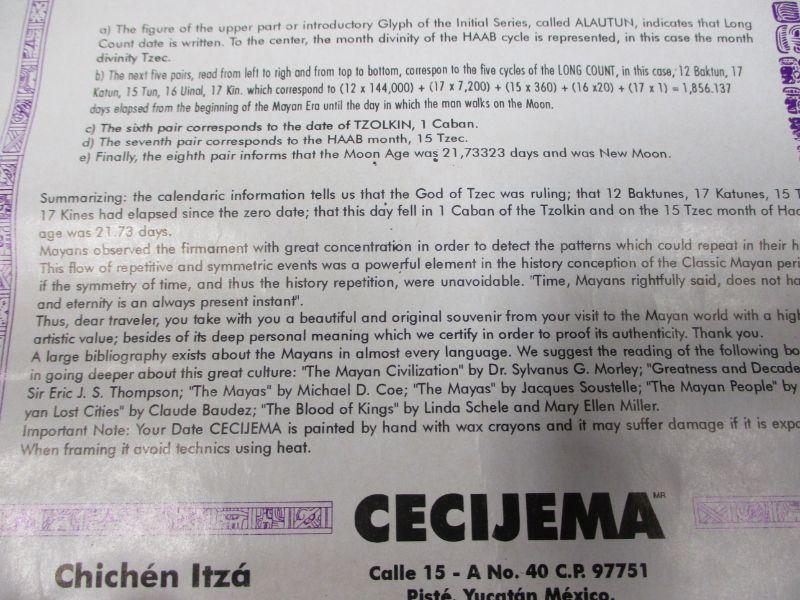 a) The figure of the upper part or introductory Glyph of the Initial Series, called ALAUTUN, indicates that Long
Count date is written. To the center, the month divinity of the HAAB cycle is represented, in this case the month
divinity Tzec.
b) The next five pairs, read from left to righ and from top to bottom, correspon to the five cycles of the LONG COUNT, in this case, 12 Baktun, 17
Katun, 15 Tun, 16 Uinal, 17 Kin. which correspond to (12 x 144,000) + (17 x 7,200) + (15 x 360) + (16 x20) + (17 x 1) = 1,856.137
days elapsed from the beginning of the Mayan Era until the day in which the man walks on the Moon.
c) The sixth pair corresponds to the date of TZOLKIN, 1 Caban.
d) The seventh pair corresponds to the HAAB month, 15 Tzec.
e) Finally, the eighth pair informs that the Moon Age was 21,73323 days and was New Moon.
Summarizing: the calendaric information tells us that the God of Tzec was ruling; that 12 Baktunes, 17 Katunes, 15 T
17 Kines had elapsed since the zero date; that this day fell in 1 Caban of the Tzolkin and on the 15 Tzec month of Haa
age was 21.73 days.
Mayans observed the firmament with great concentration in order to detect the patterns which could repeat in their h
This flow of repetitive and symmetric events was a powerful element in the history conception of the Classic Mayan peri
if the symmetry of time, and thus the history repetition, were unavoidable. "Time, Mayans rightfully said, does not ha
and eternity is an always present instant".
Thus, dear traveler, you take with you a beautiful and original souvenir from your visit to the Mayan world with a high
artistic value; besides of its deep personal meaning which we certify in order to proof its authenticity. Thank you.
A large bibliography exists about the Mayans in almost every language. We suggest the reading of the following bo
in going deeper about this great culture: "The Mayan Civilization" by Dr. Sylvanus G. Morley; "Greatness and Decade
Sir Eric J. S. Thompson; "The Mayas" by Michael D. Coe; "The Mayas" by Jacques Soustelle; "The Mayan People" by
yan Lost Cities" by Claude Baudez; "The Blood of Kings" by Linda Schele and Mary Ellen Miller.
Important Note: Your Date CECIJEMA is painted by hand with wax crayons and it may suffer damage if it is expo
When framing it avoid technics using heat.
CECIJEMA MR
Chichén Itzá
Calle 15 - A No. 40 C.P. 97751
Pisté, Yucatán México.